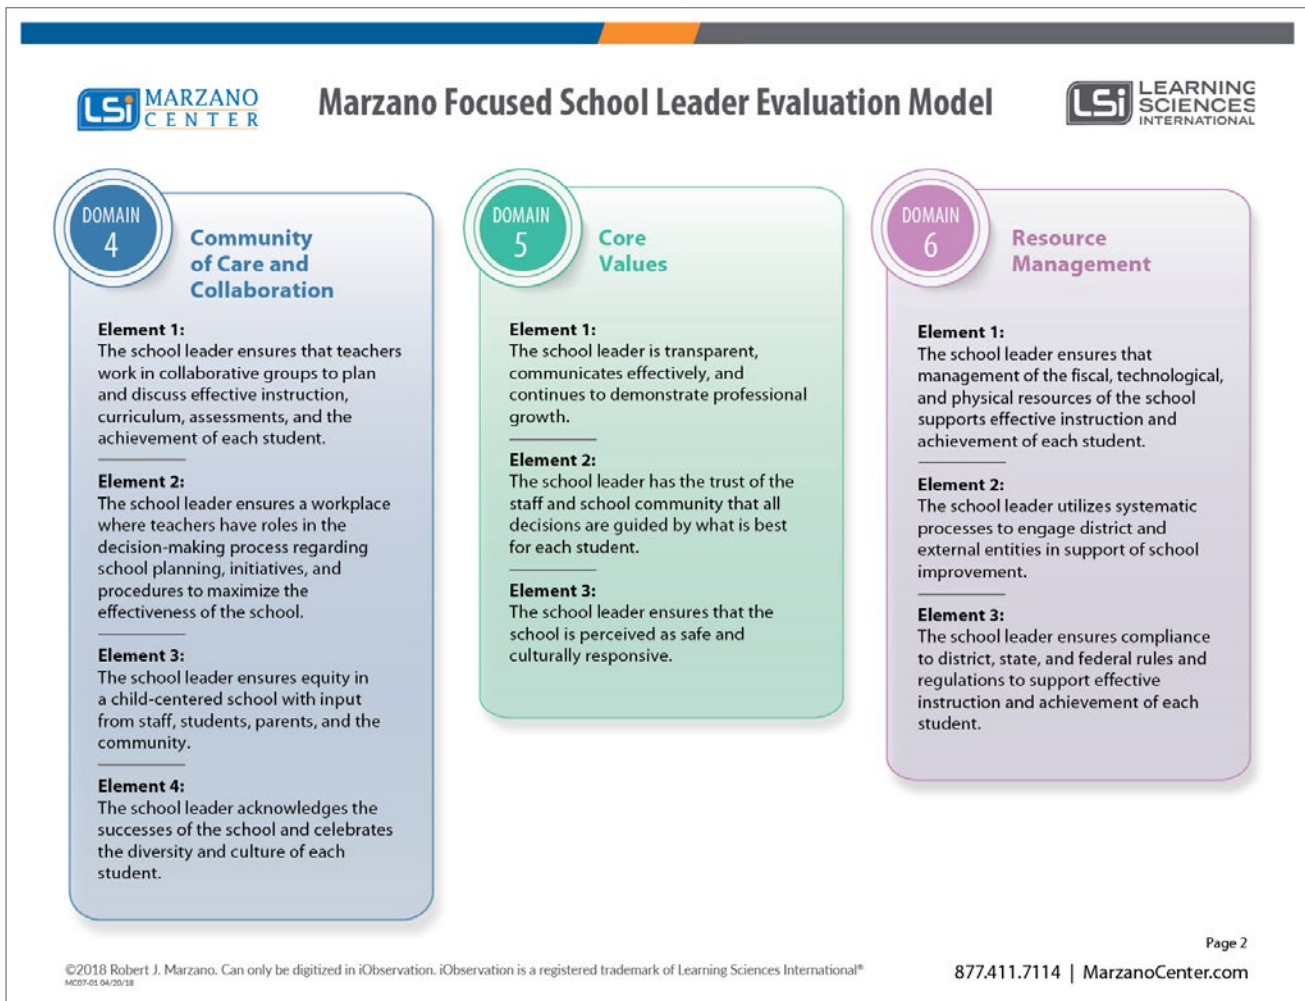 LSi MARZANO
CENTER
Marzano Focused School Leader Evaluation Model
LSi LEARNING
SCIENCES
INTERNATIONAL
DOMAIN
4
Community
of Care and
Collaboration
Element 1:
The school leader ensures that teachers
work in collaborative groups to plan
and discuss effective instruction,
curriculum, assessments, and the
achievement of each student.
Element 2:
The school leader ensures a workplace
where teachers have roles in the
decision-making process regarding
school planning, initiatives, and
procedures to maximize the
effectiveness of the school.
Element 3:
The school leader ensures equity in
a child-centered school with input
from staff, students, parents, and the
community.
Element 4:
The school leader acknowledges the
successes of the school and celebrates
the diversity and culture of each
student.
DOMAIN
5
Core
Values
Element 1:
The school leader is transparent,
communicates effectively, and
continues to demonstrate professional
growth.
Element 2:
The school leader has the trust of the
staff and school community that all
decisions are guided by what is best
for each student.
Element 3:
The school leader ensures that the
school is perceived as safe and
culturally responsive.
DOMAIN
6
Resource
Management
Element 1:
The school leader ensures that
management of the fiscal, technological,
and physical resources of the school
supports effective instruction and
achievement of each student.
Element 2:
The school leader utilizes systematic
processes to engage district and
external entities in support of school
improvement.
Element 3:
The school leader ensures compliance
to district, state, and federal rules and
regulations to support effective
instruction and achievement of each
student.
Page 2
©2018 Robert J. Marzano. Can only be digitized in iObservation. iObservation is a registered trademark of Learning Sciences International®
MC07-01 04/20/18
877.411.7114 | MarzanoCenter.com